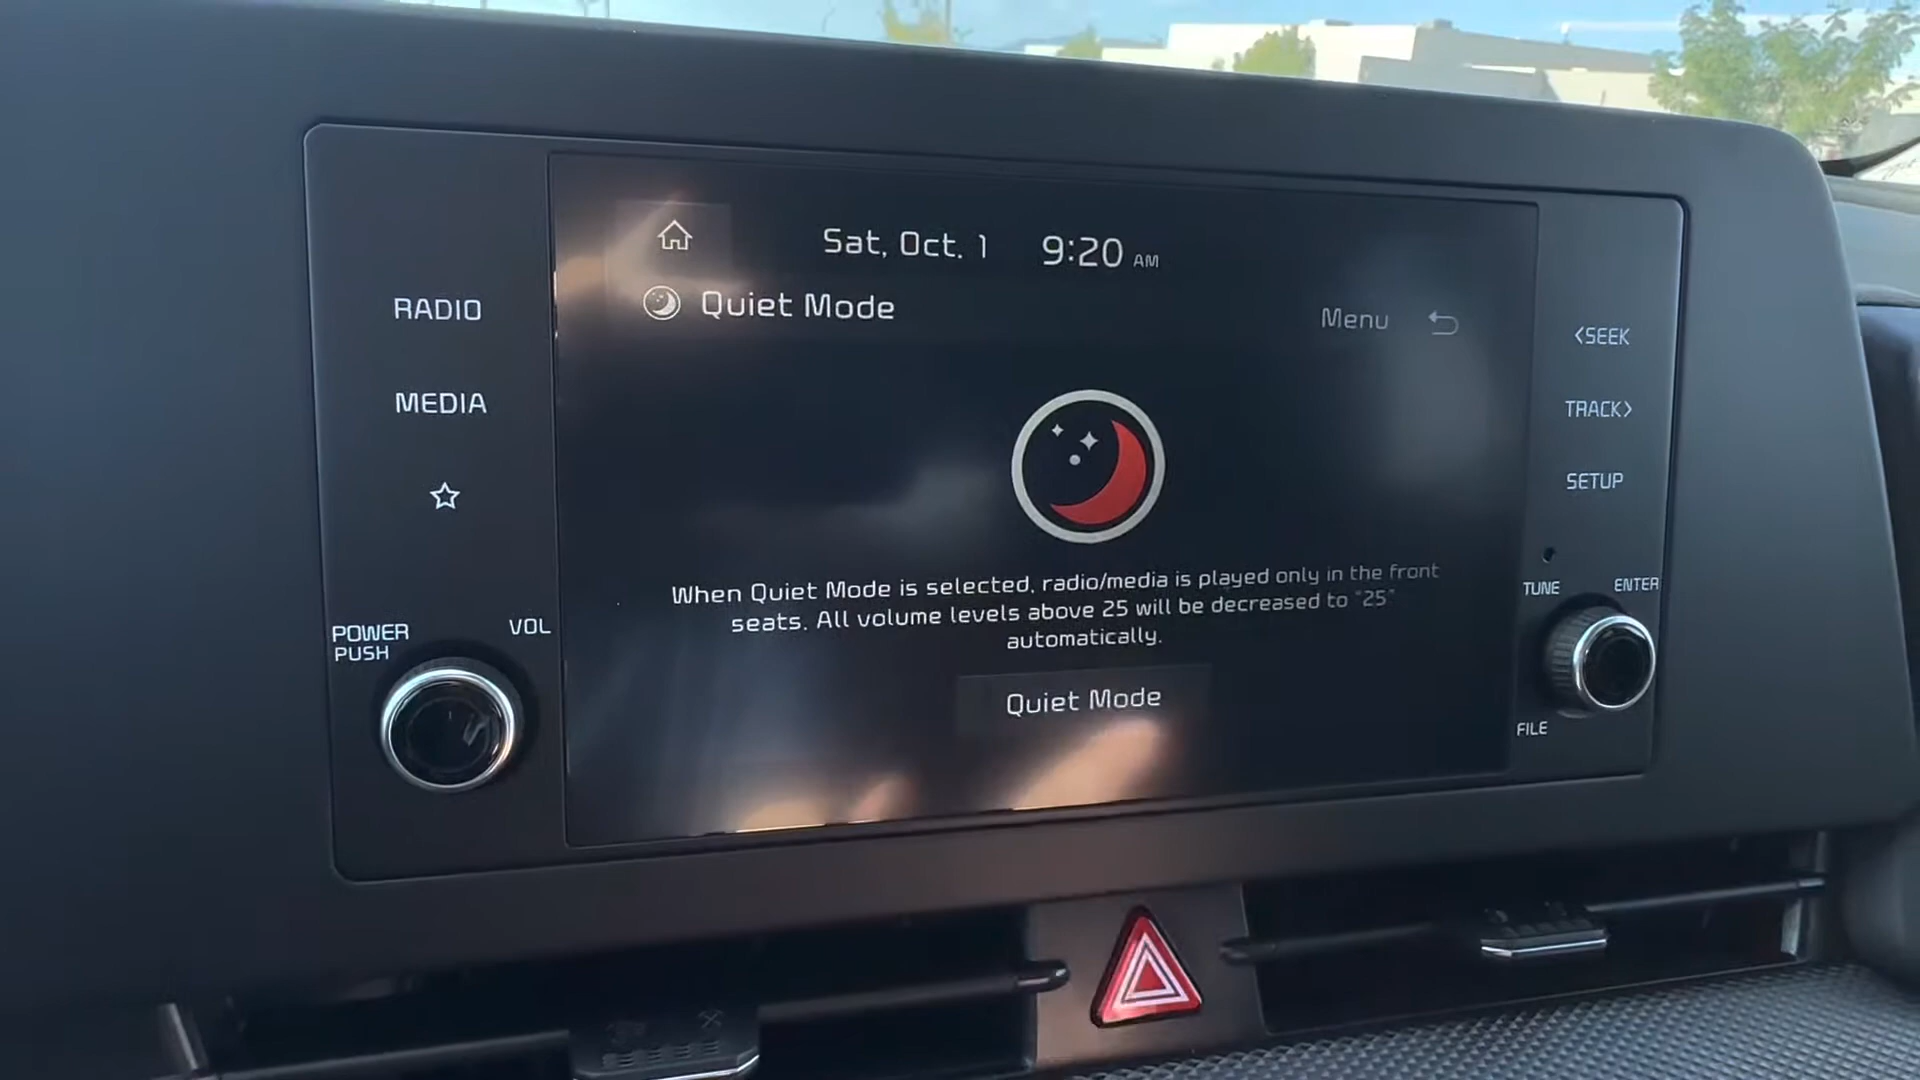 Sat, Oct. 1 9:20 AM
Quiet Mode
Menu
RADIO
MEDIA
<SEEK
TRACK>
SETUP
When Quiet Mode is selected, radio/media is played only in the front
seats. All volume levels above 25 will be decreased to "25"
automatically.
Quiet Mode
POWER
PUSH
VOL
TUNE
ENTER
FILE